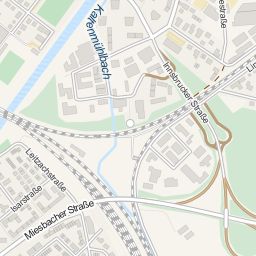 Kaltenmühlbach
Innsbrucker Straße
Leitzachstraße
Isarstraße
Miesbacher Straße